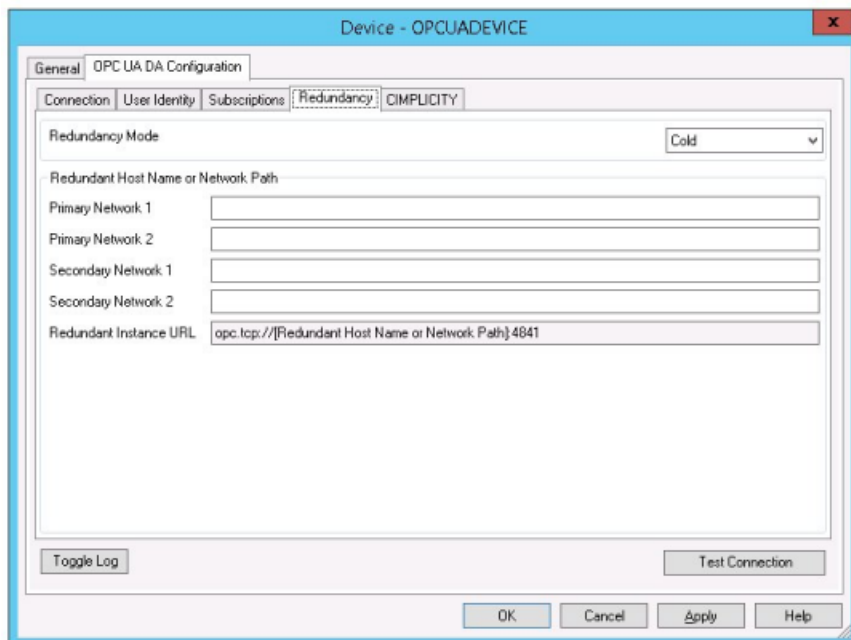 Device - OPCUADEVICE
x
General OPC UA DA Configuration
Connection User Identity Subscriptions Redundancy CIMPLICITY
Redundancy Mode Cold
Redundant Host Name or Network Path
Primary Network 1
Primary Network 2
Secondary Network 1
Secondary Network 2
Redundant Instance URL opc.tcp://[Redundant Host Name or Network Path]:4841
Toggle Log Test Connection
OK Cancel Apply Help